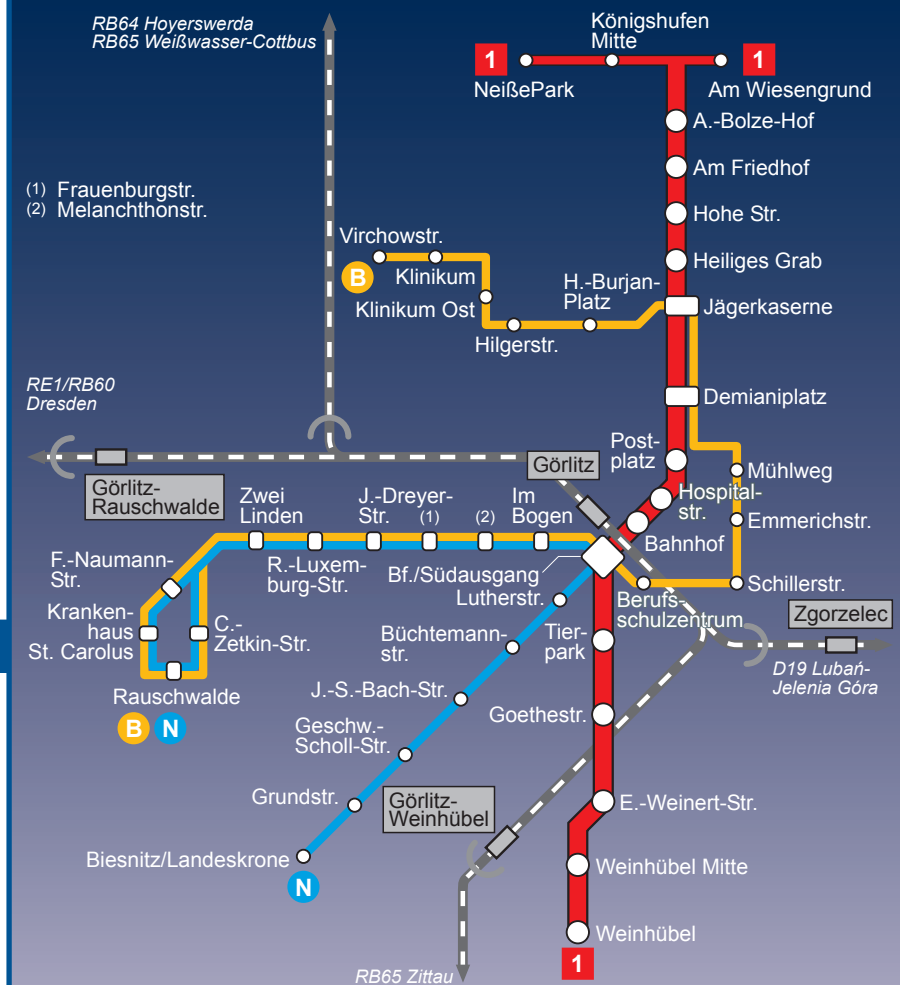 RB64 Hoyerswerda
RB65 Weißwasser-Cottbus
Königshufen
Mitte
1
1
NeißePark
Am Wiesengrund
A.-Bolze-Hof
Am Friedhof
(1) Frauenburgstr.
(2) Melanchthonstr.
Hohe Str.
Virchowstr.
Heiliges Grab
B
Klinikum
H.-Burjan-
Platz
Klinikum Ost
Jägerkaserne
Hilgerstr.
RE1/RB60
Dresden
Demianiplatz
Post-
platz
Görlitz
Mühlweg
Görlitz-
Rauschwalde
Zwei
Linden
J.-Dreyer-
Str.
(1)
(2)
Im
Bogen
Hospital-
str.
Emmerichstr.
Bahnhof
F.-Naumann-
Str.
R.-Luxem-
burg-Str.
Bf./Südausgang
Lutherstr.
Schillerstr.
Berufs-
schulzentrum
Zgorzelec
Kranken-
haus
St. Carolus
C.-
Zetkin-Str.
Büchtemann-
str.
Tier-
park
D19 Lubań-
Jelenia Góra
Rauschwalde
B
N
J.-S.-Bach-Str.
Goethestr.
Geschw.-
Scholl-Str.
Grundstr.
Görlitz-
Weinhübel
E.-Weinert-Str.
Biesnitz/Landeskrone
N
Weinhübel Mitte
Weinhübel
1
RB65 Zittau